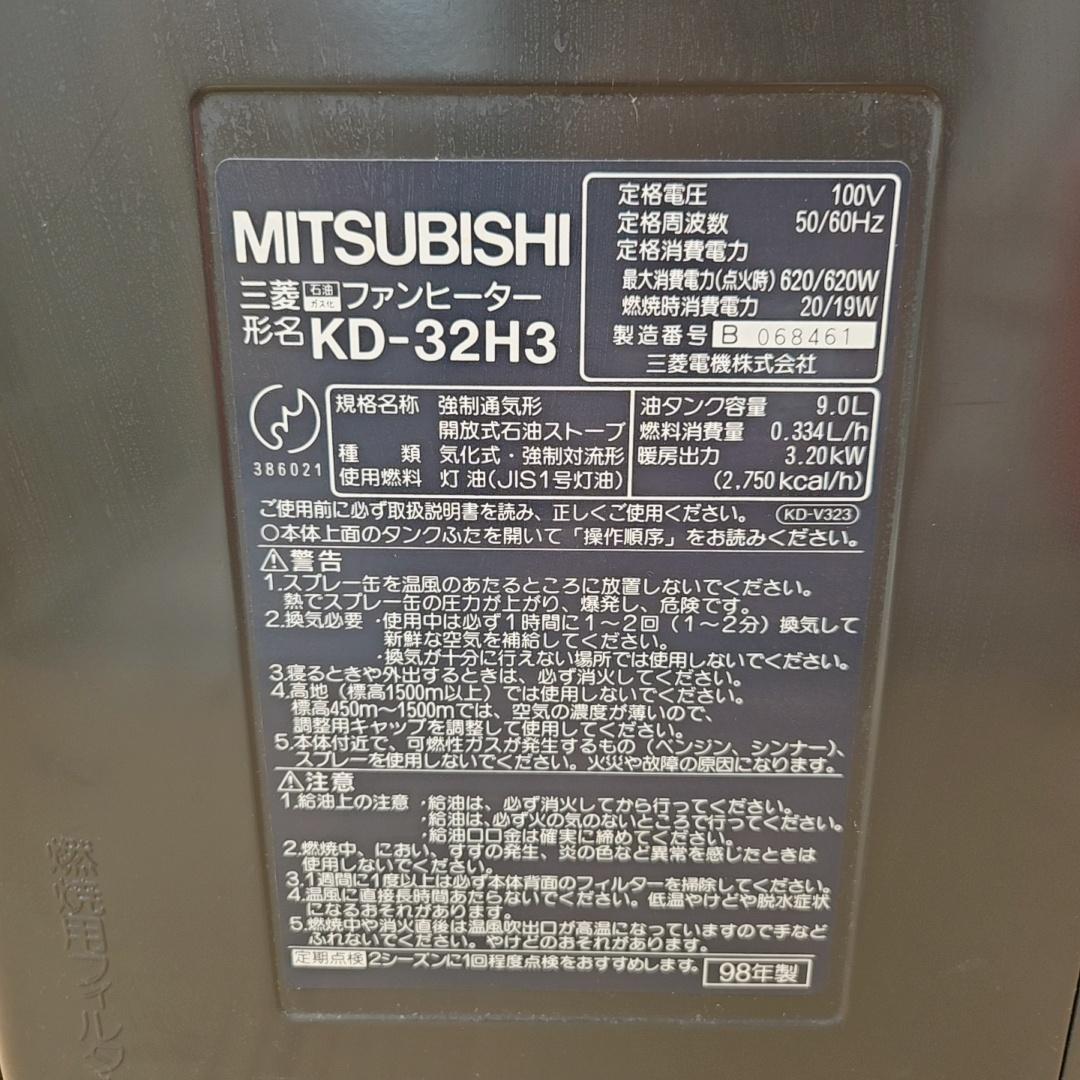 MITSUBISHI
三菱 石油ガス化 ファンヒーター
形名 KD-32H3
定格電圧 100V
定格周波数 50/60Hz
定格消費電力
最大消費電力(点火時) 620/620W
燃焼時消費電力 20/19W
製造番号 B 068461
三菱電機株式会社
386021
規格名称 強制通気形
開放式石油ストーブ
種 類 気化式・強制対流形
使用燃料 灯油(JIS1号灯油)
油タンク容量 9.0L
燃料消費量 0.334L/h
暖房出力 3.20kW
(2,750kcal/h)
ご使用前に必ず取扱説明書を読み、正しくご使用ください。 KD-V323
○本体上面のタンクふたを開いて「操作順序」をお読みください。
⚠警告
1.スプレー缶を温風のあたるところに放置しないでください。
熱でスプレー缶の圧力が上がり、爆発し、危険です。
2.換気必要・使用中は必ず1時間に1〜2回(1〜2分)換気して
新鮮な空気を補給してください。
・換気が十分に行えない場所では使用しないでください。
3.寝るときや外出するときは、必ず消火してください。
4.高地(標高1500m以上)では使用しないでください。
標高450m〜1500mでは、空気の濃度が薄いので、
調整用キャップを調整して使用してください。
5.本体付近で、可燃性ガスが発生するもの(ベンジン、シンナー)、
スプレーを使用しないでください。火災や故障の原因になります。
⚠注意
1.給油上の注意・給油は、必ず消火してから行ってください。
・給油は、必ず火の気のないところで行ってください。
・給油口口金は確実に締めてください。
2.燃焼中、におい、すすの発生、炎の色など異常を感じたときは
使用しないでください。
3.1週間に1度以上は必ず本体背面のフィルターを掃除してください。
4.温風に直接長時間あたらないでください。低温やけどや脱水症状
になるおそれがあります。
5.燃焼中や消火直後は温風吹出口が高温になっていますので手など
ふれないでください。やけどのおそれがあります。
定期点検 2シーズンに1回程度点検をおすすめします。 98年製
燃焼用フィルタ